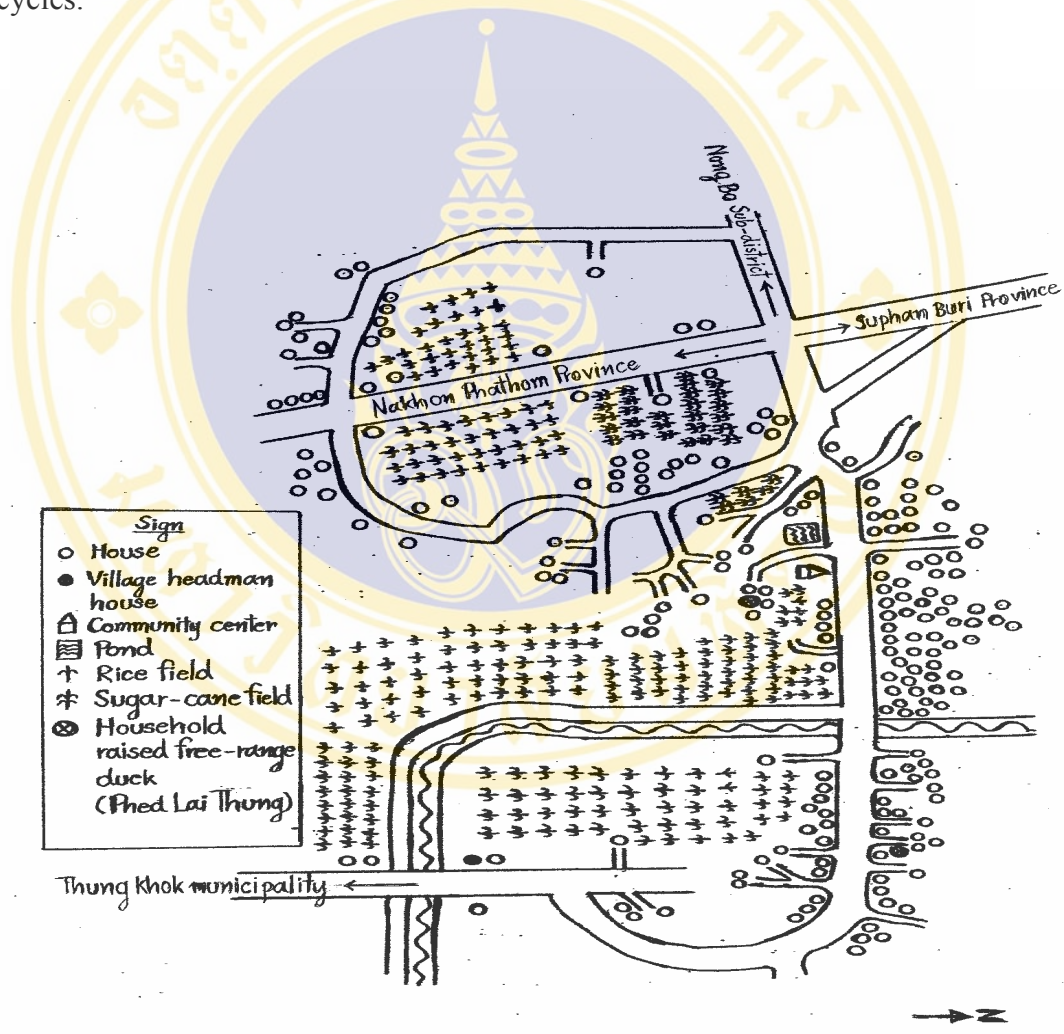 cycles.
Nong Bo Sub-district
Suphan Buri Province
Nakhon Phathom Province
Sign
House
Village headman
house
Community center
Pond
Rice field
Sugar-cane field
Household
raised free-range
duck
(Phed Lai Thung)
Thung Khok municipality
N